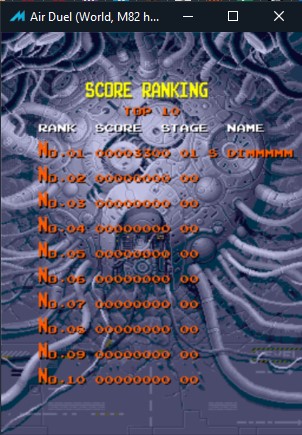 Air Duel (World, M82 h...
SCORE RANKING
TOP 10
RANK SCORE STAGE NAME
No.01 00003300 01 S DINMMMM
No.02 00000000 00
No.03 00000000 00
No.04 00000000 00
No.05 00000000 00
No.06 00000000 00
No.07 00000000 00
No.08 00000000 00
No.09 00000000 00
No.10 00000000 00